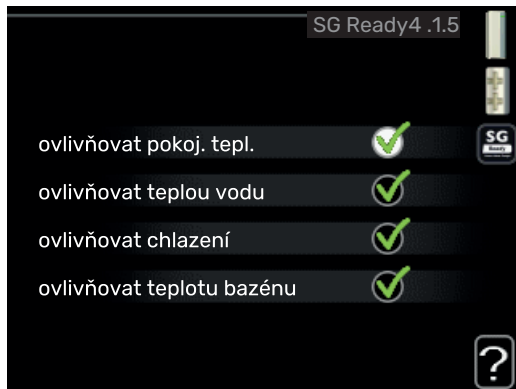 SG Ready4 .1.5
SG
Ready
ovlivňovat pokoj. tepl.
ovlivňovat teplou vodu
ovlivňovat chlazení
ovlivňovat teplotu bazénu
?